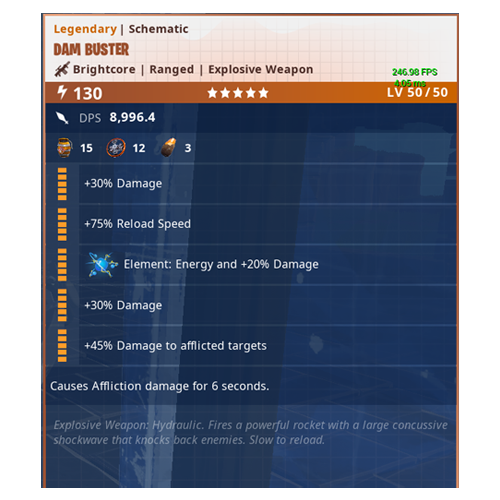 Legendary | Schematic
DAM BUSTER
Brightcore | Ranged | Explosive Weapon
246.98 FPS
4.05 ms
130
LV 50 / 50
DPS 8,996.4
15 12 3
+30% Damage
+75% Reload Speed
Element: Energy and +20% Damage
+30% Damage
+45% Damage to afflicted targets
Causes Affliction damage for 6 seconds.
Explosive Weapon: Hydraulic. Fires a powerful rocket with a large concussive
shockwave that knocks back enemies. Slow to reload.